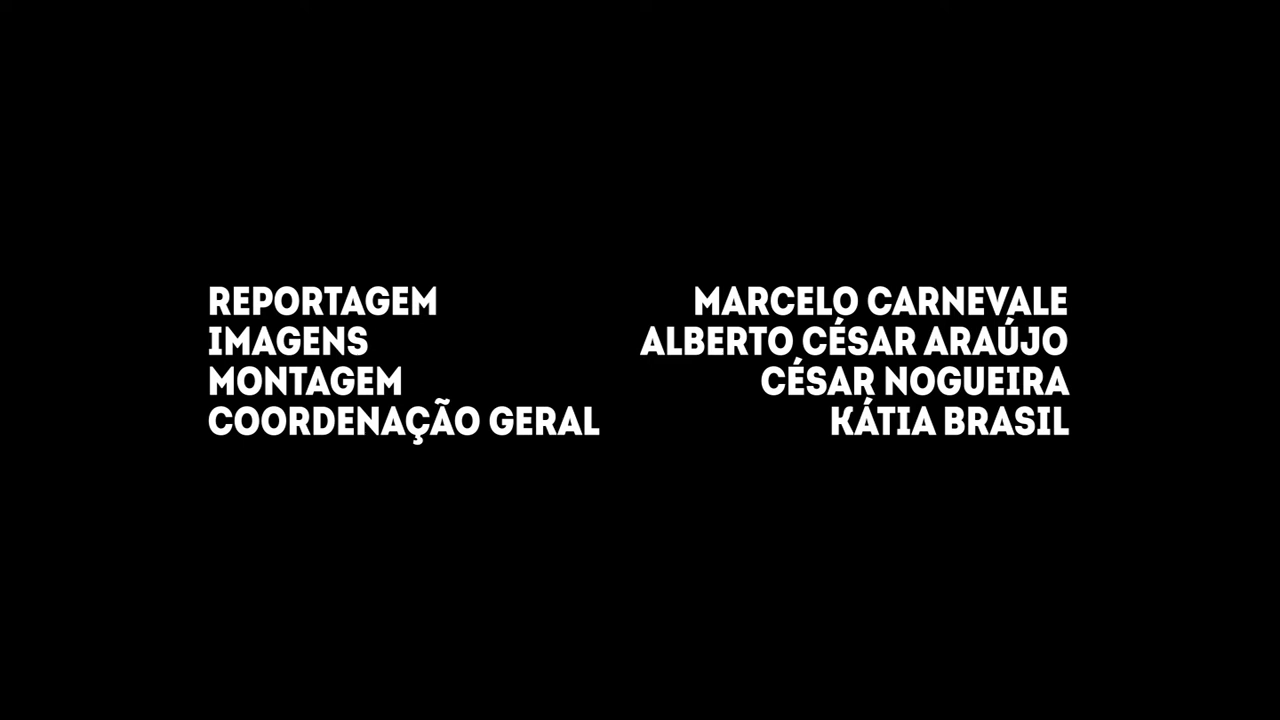 REPORTAGEM MARCELO CARNEVALE
IMAGENS ALBERTO CÉSAR ARAÚJO
MONTAGEM CÉSAR NOGUEIRA
COORDENAÇÃO GERAL KÁTIA BRASIL